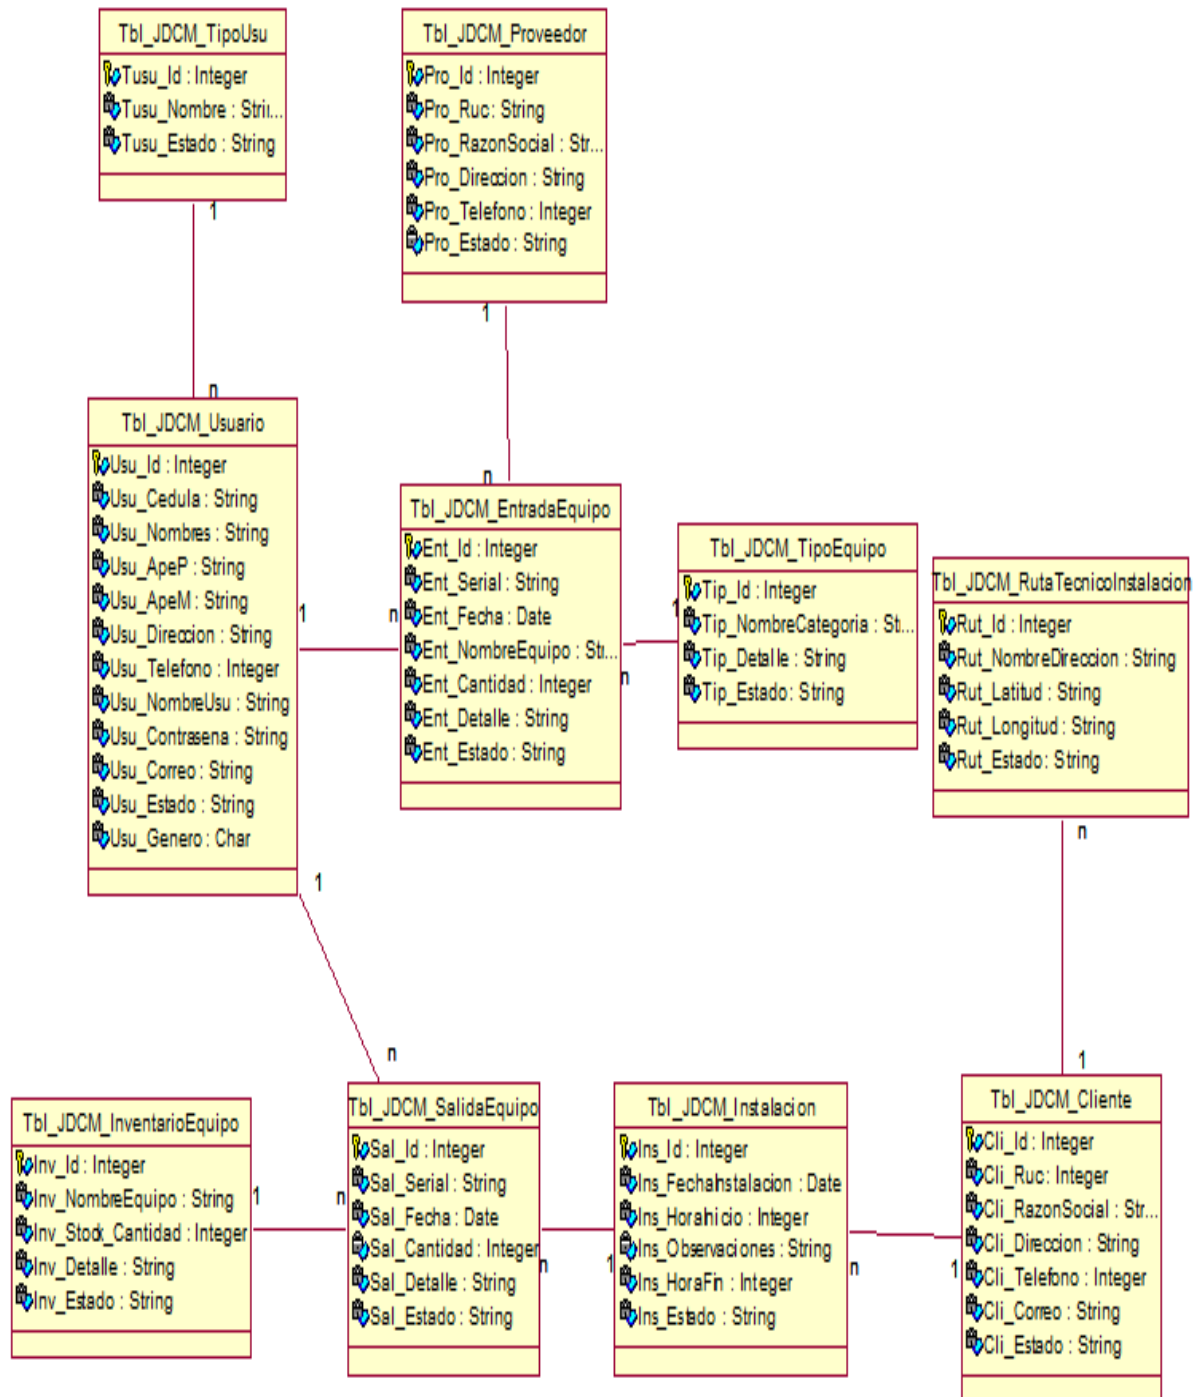 Tbl_JDCM_TipoUsu
Tusu_Id : Integer
Tusu_Nombre : Strin...
Tusu_Estado : String
1
n
Tbl_JDCM_Proveedor
Pro_Id : Integer
Pro_Ruc : String
Pro_RazonSocial : Str...
Pro_Direccion : String
Pro_Telefono : Integer
Pro_Estado : String
1
n
Tbl_JDCM_Usuario
Usu_Id : Integer
Usu_Cedula : String
Usu_Nombres : String
Usu_ApeP : String
Usu_ApeM : String
Usu_Direccion : String
Usu_Telefono : Integer
Usu_NombreUsu : String
Usu_Contrasena : String
Usu_Correo : String
Usu_Estado : String
Usu_Genero : Char
1
n
1
n
Tbl_JDCM_EntradaEquipo
Ent_Id : Integer
Ent_Serial : String
Ent_Fecha : Date
Ent_NombreEquipo : Str...
Ent_Cantidad : Integer
Ent_Detalle : String
Ent_Estado : String
n
1
Tbl_JDCM_TipoEquipo
Tip_Id : Integer
Tip_NombreCategoria : St...
Tip_Detalle : String
Tip_Estado : String
Tbl_JDCM_RutaTecnicoInstalacion
Rut_Id : Integer
Rut_NombreDireccion : String
Rut_Latitud : String
Rut_Longitud : String
Rut_Estado : String
n
1
Tbl_JDCM_InventarioEquipo
Inv_Id : Integer
Inv_NombreEquipo : String
Inv_Stock_Cantidad : Integer
Inv_Detalle : String
Inv_Estado : String
1
n
Tbl_JDCM_SalidaEquipo
Sal_Id : Integer
Sal_Serial : String
Sal_Fecha : Date
Sal_Cantidad : Integer
Sal_Detalle : String
Sal_Estado : String
n
1
Tbl_JDCM_Instalacion
Ins_Id : Integer
Ins_FechaInstalacion : Date
Ins_HoraInicio : Integer
Ins_Observaciones : String
Ins_HoraFin : Integer
Ins_Estado : String
n
1
Tbl_JDCM_Cliente
Cli_Id : Integer
Cli_Ruc : Integer
Cli_RazonSocial : Str...
Cli_Direccion : String
Cli_Telefono : Integer
Cli_Correo : String
Cli_Estado : String